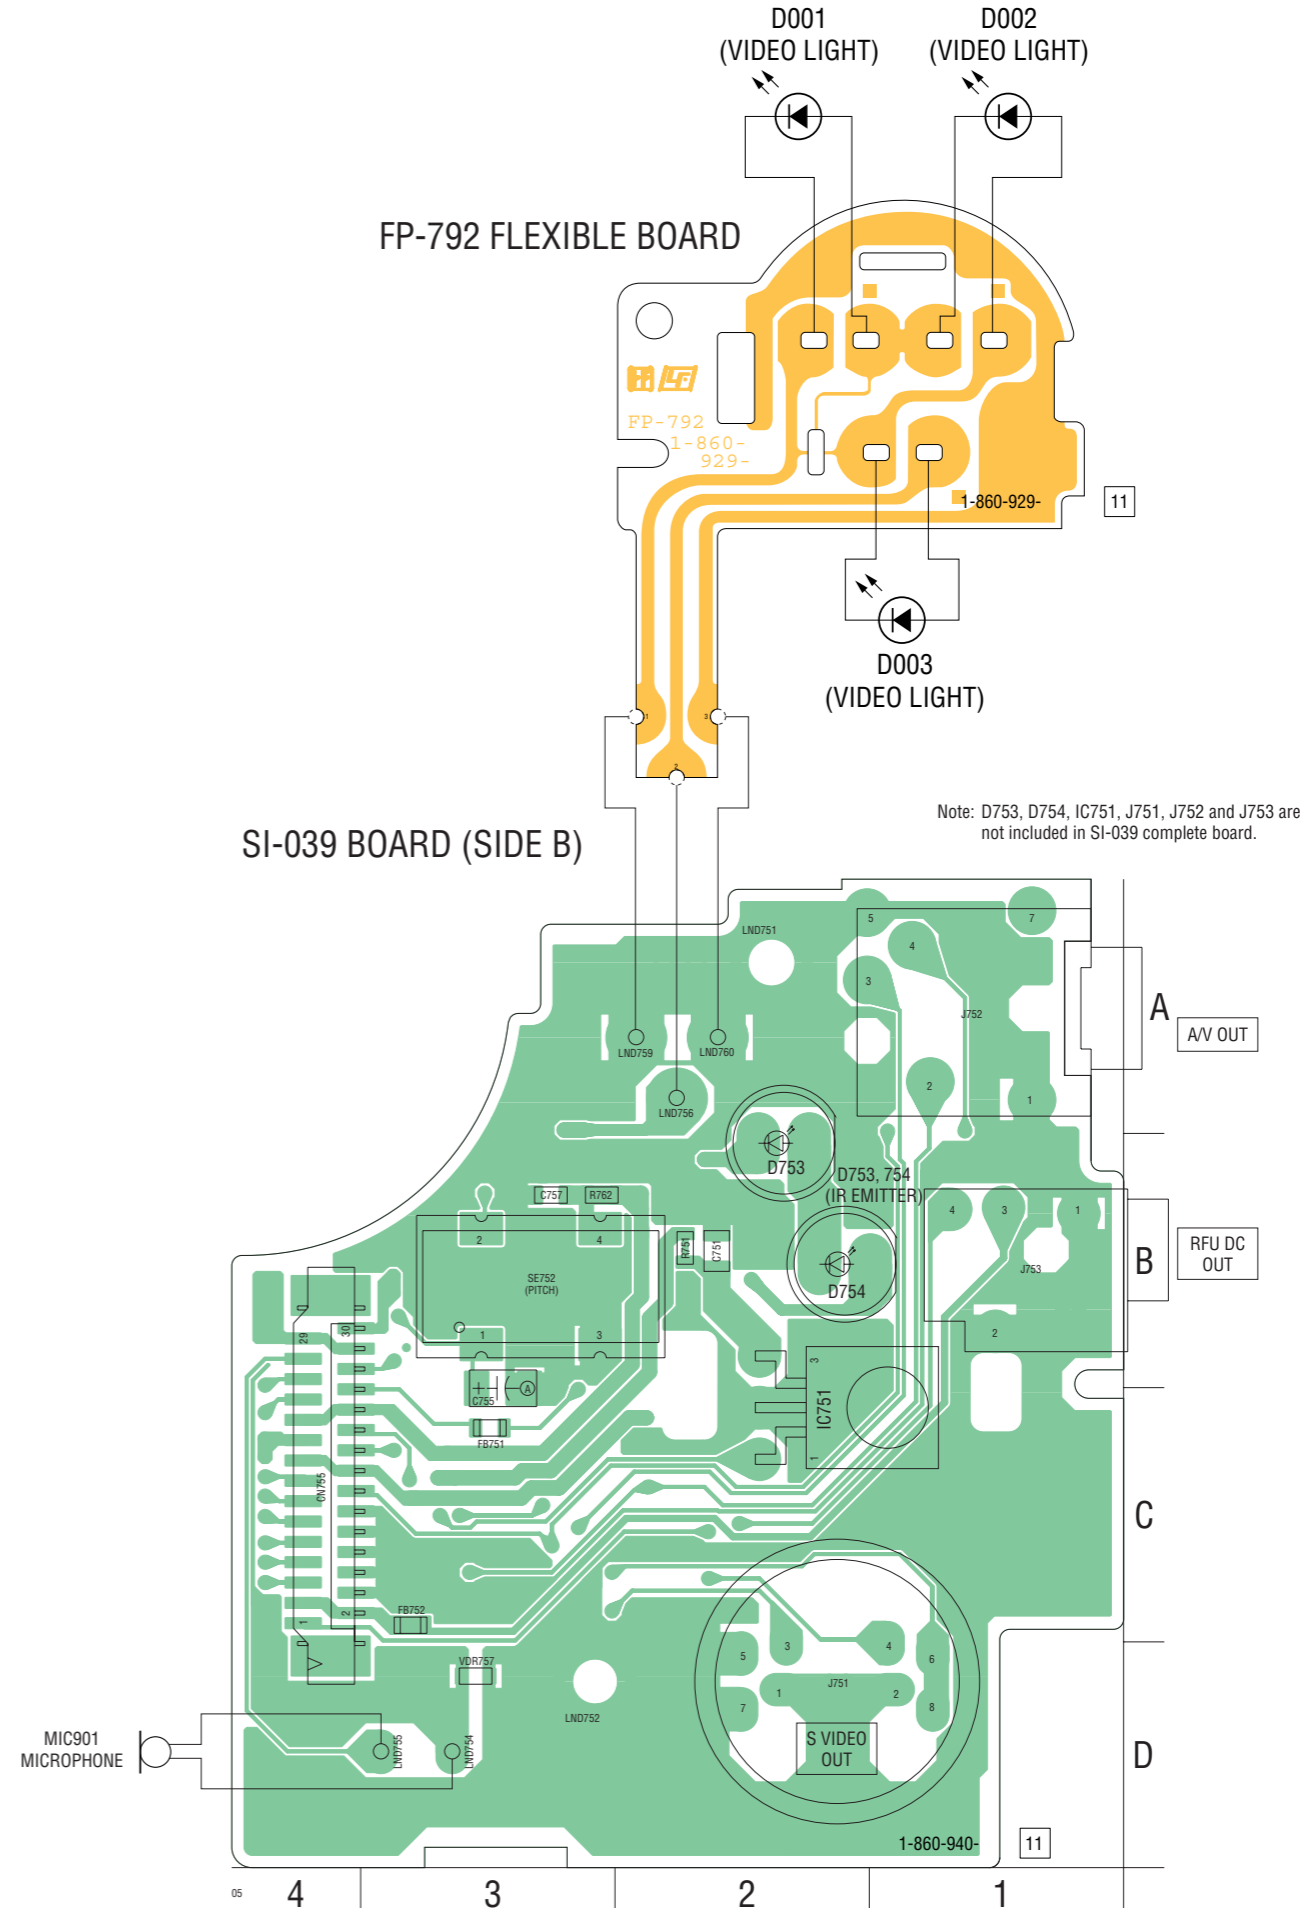 D001
(VIDEO LIGHT)
D002
(VIDEO LIGHT)
FP-792 FLEXIBLE BOARD
FP-792
1-860-
929-
1-860-929-
11
D003
(VIDEO LIGHT)
1
3
2
Note: D753, D754, IC751, J751, J752 and J753 are
not included in SI-039 complete board.
SI-039 BOARD (SIDE B)
LND751
5
7
4
3
J752
A
A/V OUT
LND759
LND760
2
1
LND756
D753
D753, 754
(IR EMITTER)
C757
R762
4
3
1
2
4
R751
C751
B
RFU DC
OUT
SE752
(PITCH)
J753
D754
29
30
1
3
2
3
+
A
C755
IC751
FB751
1
CN755
C
FB752
1
2
5
3
4
6
VDR757
J751
1
2
7
8
LND752
MIC901
MICROPHONE
LND755
LND754
S VIDEO
OUT
D
1-860-940-
11
05
4
3
2
1